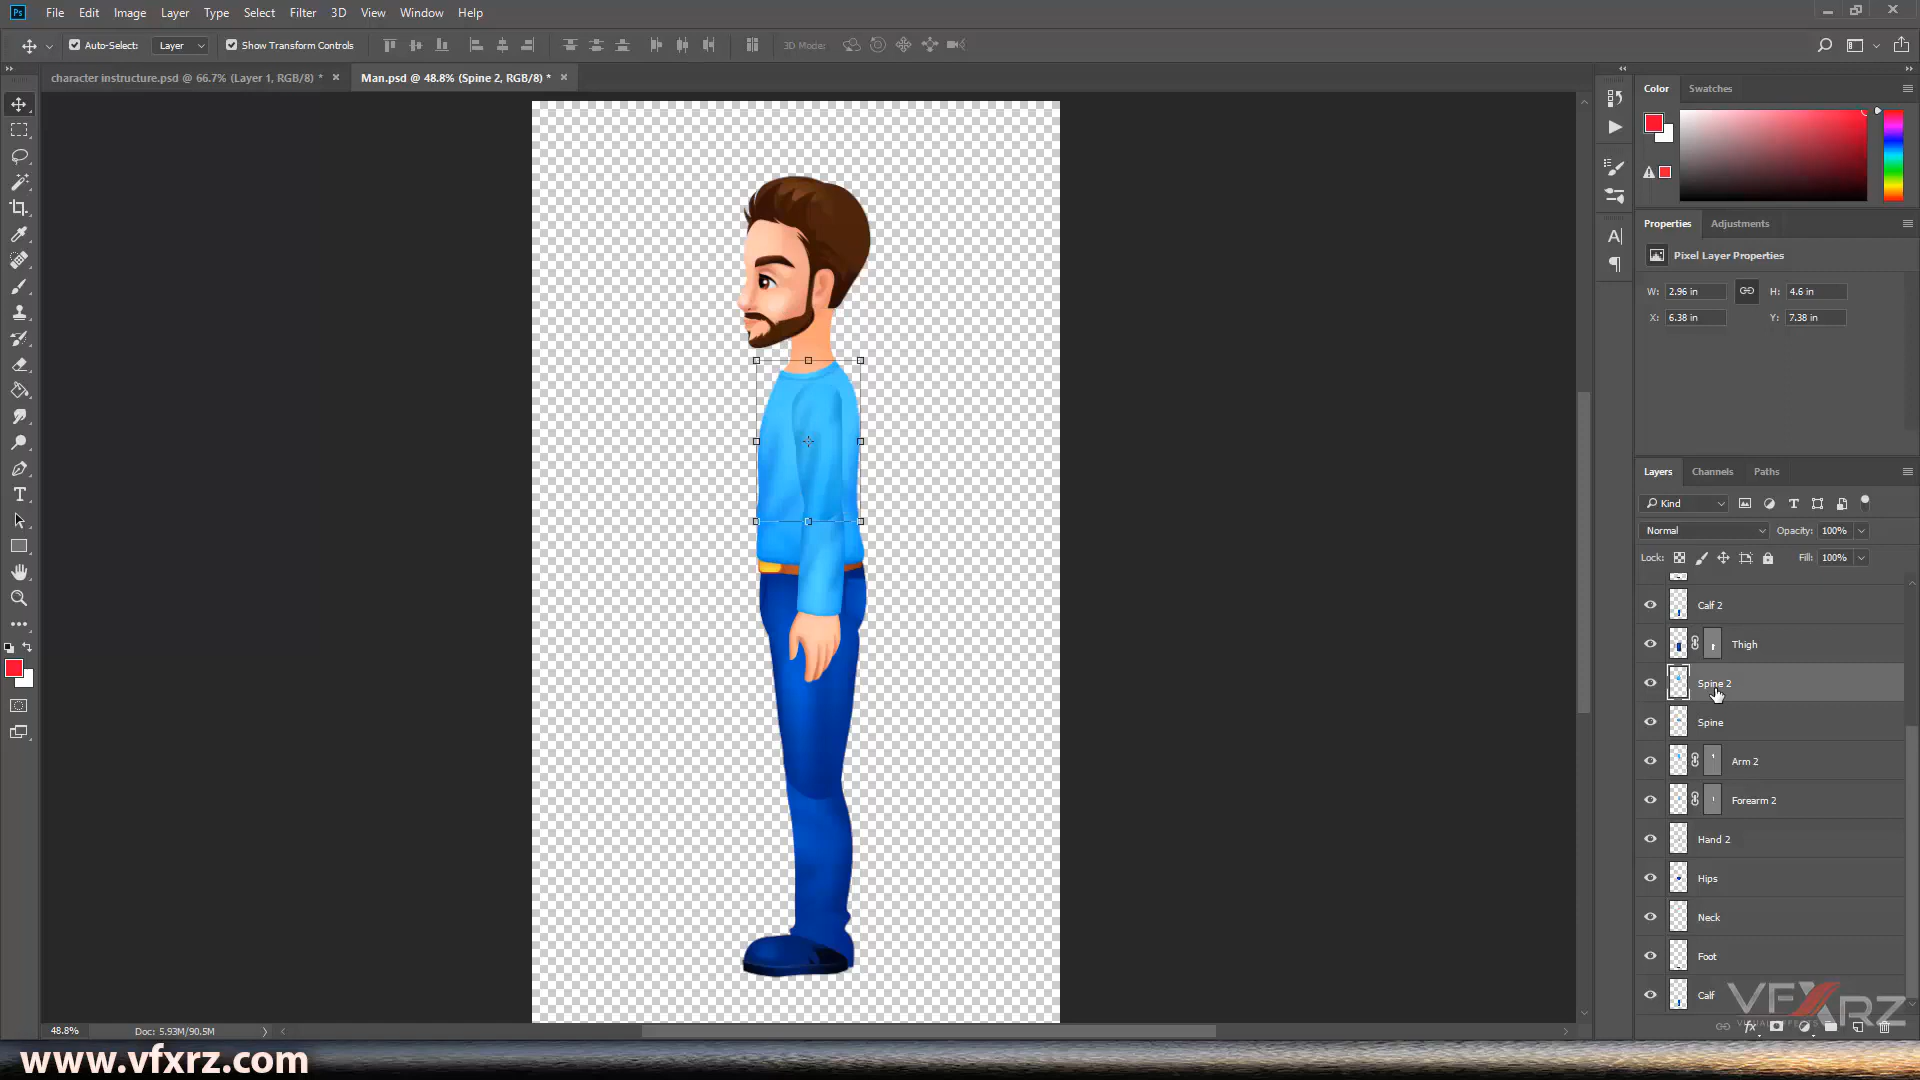 Ps File Edit Image Layer Type Select Filter 3D View Window Help
Auto-Select: Layer Show Transform Controls 3D Mode:
character instructure.psd @ 66.7% (Layer 1, RGB/8) * × Man.psd @ 48.8% (Spine 2, RGB/8) * ×
Color Swatches
Properties Adjustments
Pixel Layer Properties
W: 2.96 in H: 4.6 in
X: 6.38 in Y: 7.38 in
Layers Channels Paths
Kind
Normal Opacity: 100%
Lock: Fill: 100%
Calf 2
Thigh
Spine 2
Spine
Arm 2
Forearm 2
Hand 2
Hips
Neck
Foot
Calf
VFXRZ
48.8% Doc: 5.93M/90.5M
www.vfxrz.com